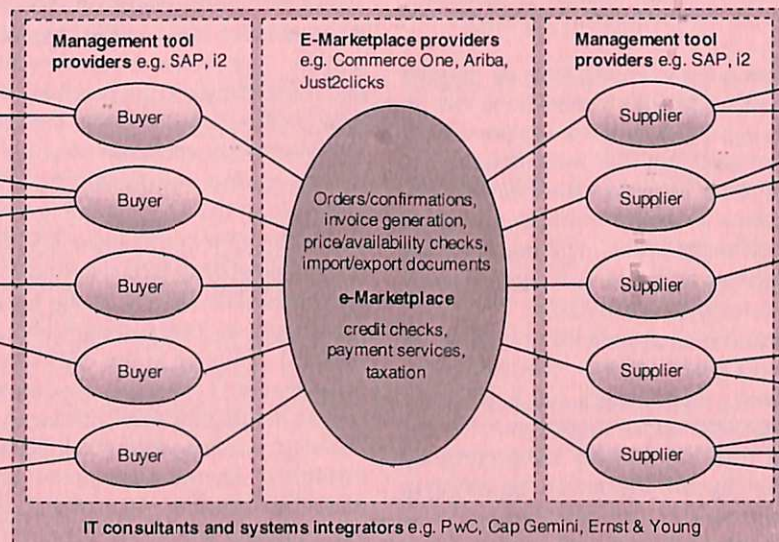 Management tool
providers e.g. SAP, i2
E-Marketplace providers
e.g. Commerce One, Ariba,
Just2clicks
Management tool
providers e.g. SAP, i2
Buyer
Buyer
Buyer
Buyer
Buyer
Orders/confirmations,
invoice generation,
price/availability checks,
import/export documents
e-Marketplace
credit checks,
payment services,
taxation
Supplier
Supplier
Supplier
Supplier
Supplier
IT consultants and systems integrators e.g. PwC, Cap Gemini, Ernst & Young